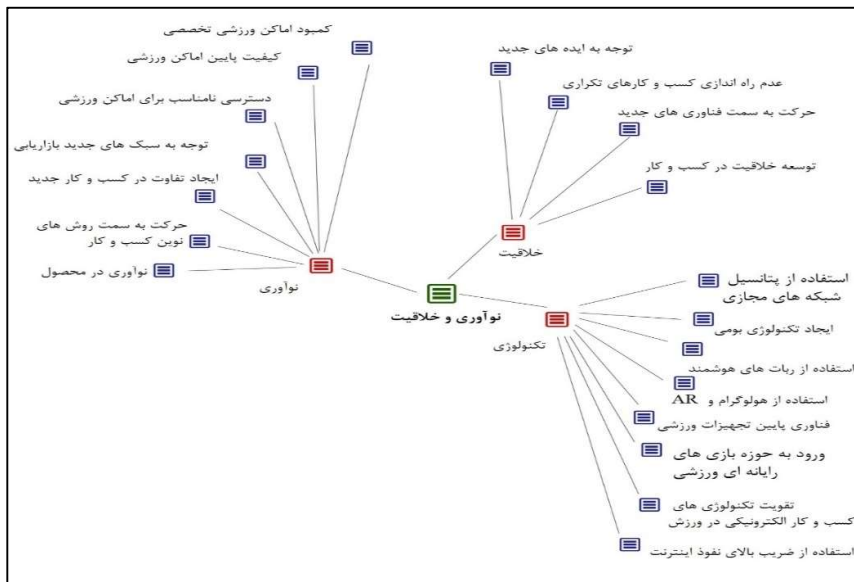 کمبود اماکن ورزشی تخصصی
کیفیت پایین اماکن ورزشی
دسترسی نامناسب برای اماکن ورزشی
توجه به سبک های جدید بازاریابی
ایجاد تفاوت در کسب و کار جدید
حرکت به سمت روش های
نوین کسب و کار
نوآوری در محصول
نوآوری
توجه به ایده های جدید
عدم راه اندازی کسب و کارهای تکراری
حرکت به سمت فناوری های جدید
توسعه خلاقیت در کسب و کار
خلاقیت
نوآوری و خلاقیت
تکنولوژی
استفاده از پتانسیل
شبکه های مجازی
ایجاد تکنولوژی بومی
استفاده از ربات های هوشمند
استفاده از هولوگرام و AR
فناوری پایین تجهیزات ورزشی
ورود به حوزه بازی های
رایانه ای ورزشی
تقویت تکنولوژی های
کسب و کار الکترونیکی در ورزش
استفاده از ضریب بالای نفوذ اینترنت